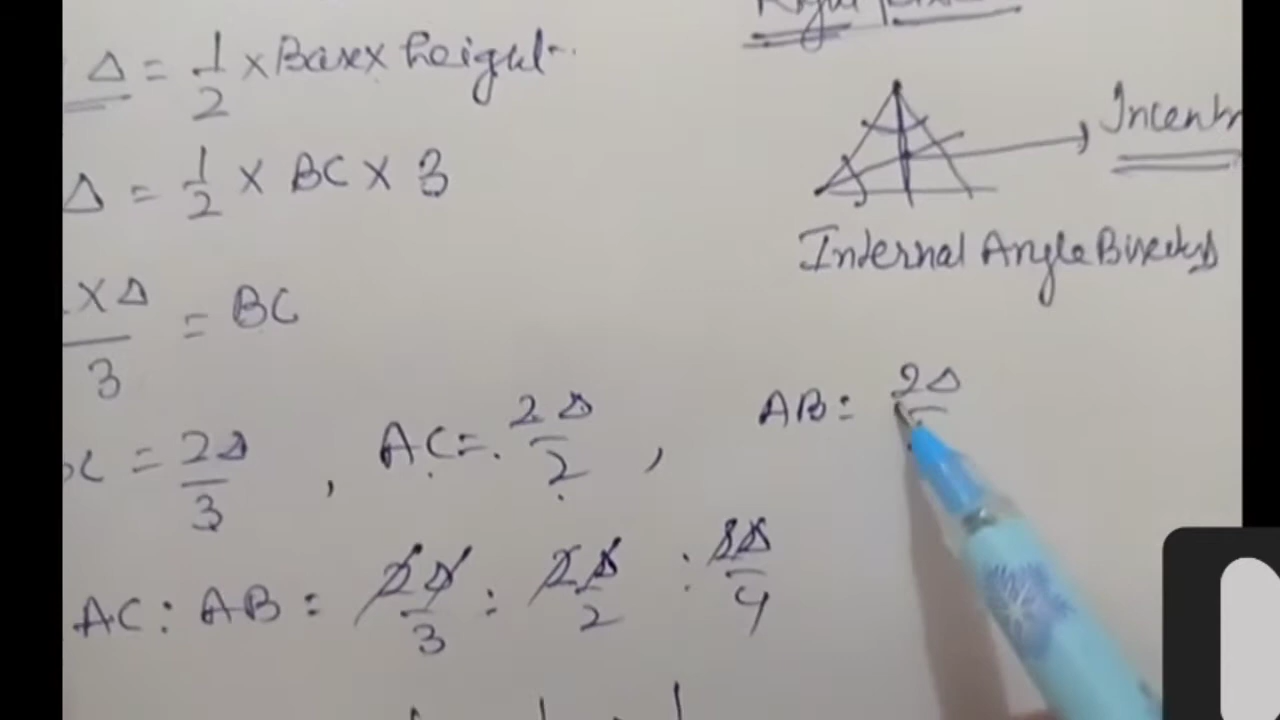 Δ = 1/2 × Base × height
Δ = 1/2 × BC × 3
× Δ / 3 = BC
= 2Δ/3 , AC = 2Δ/2 , AB = 2Δ
AC : AB = 2Δ/3 : 2Δ/2 : 2Δ/4
Incentr
Internal Angle Bisectors